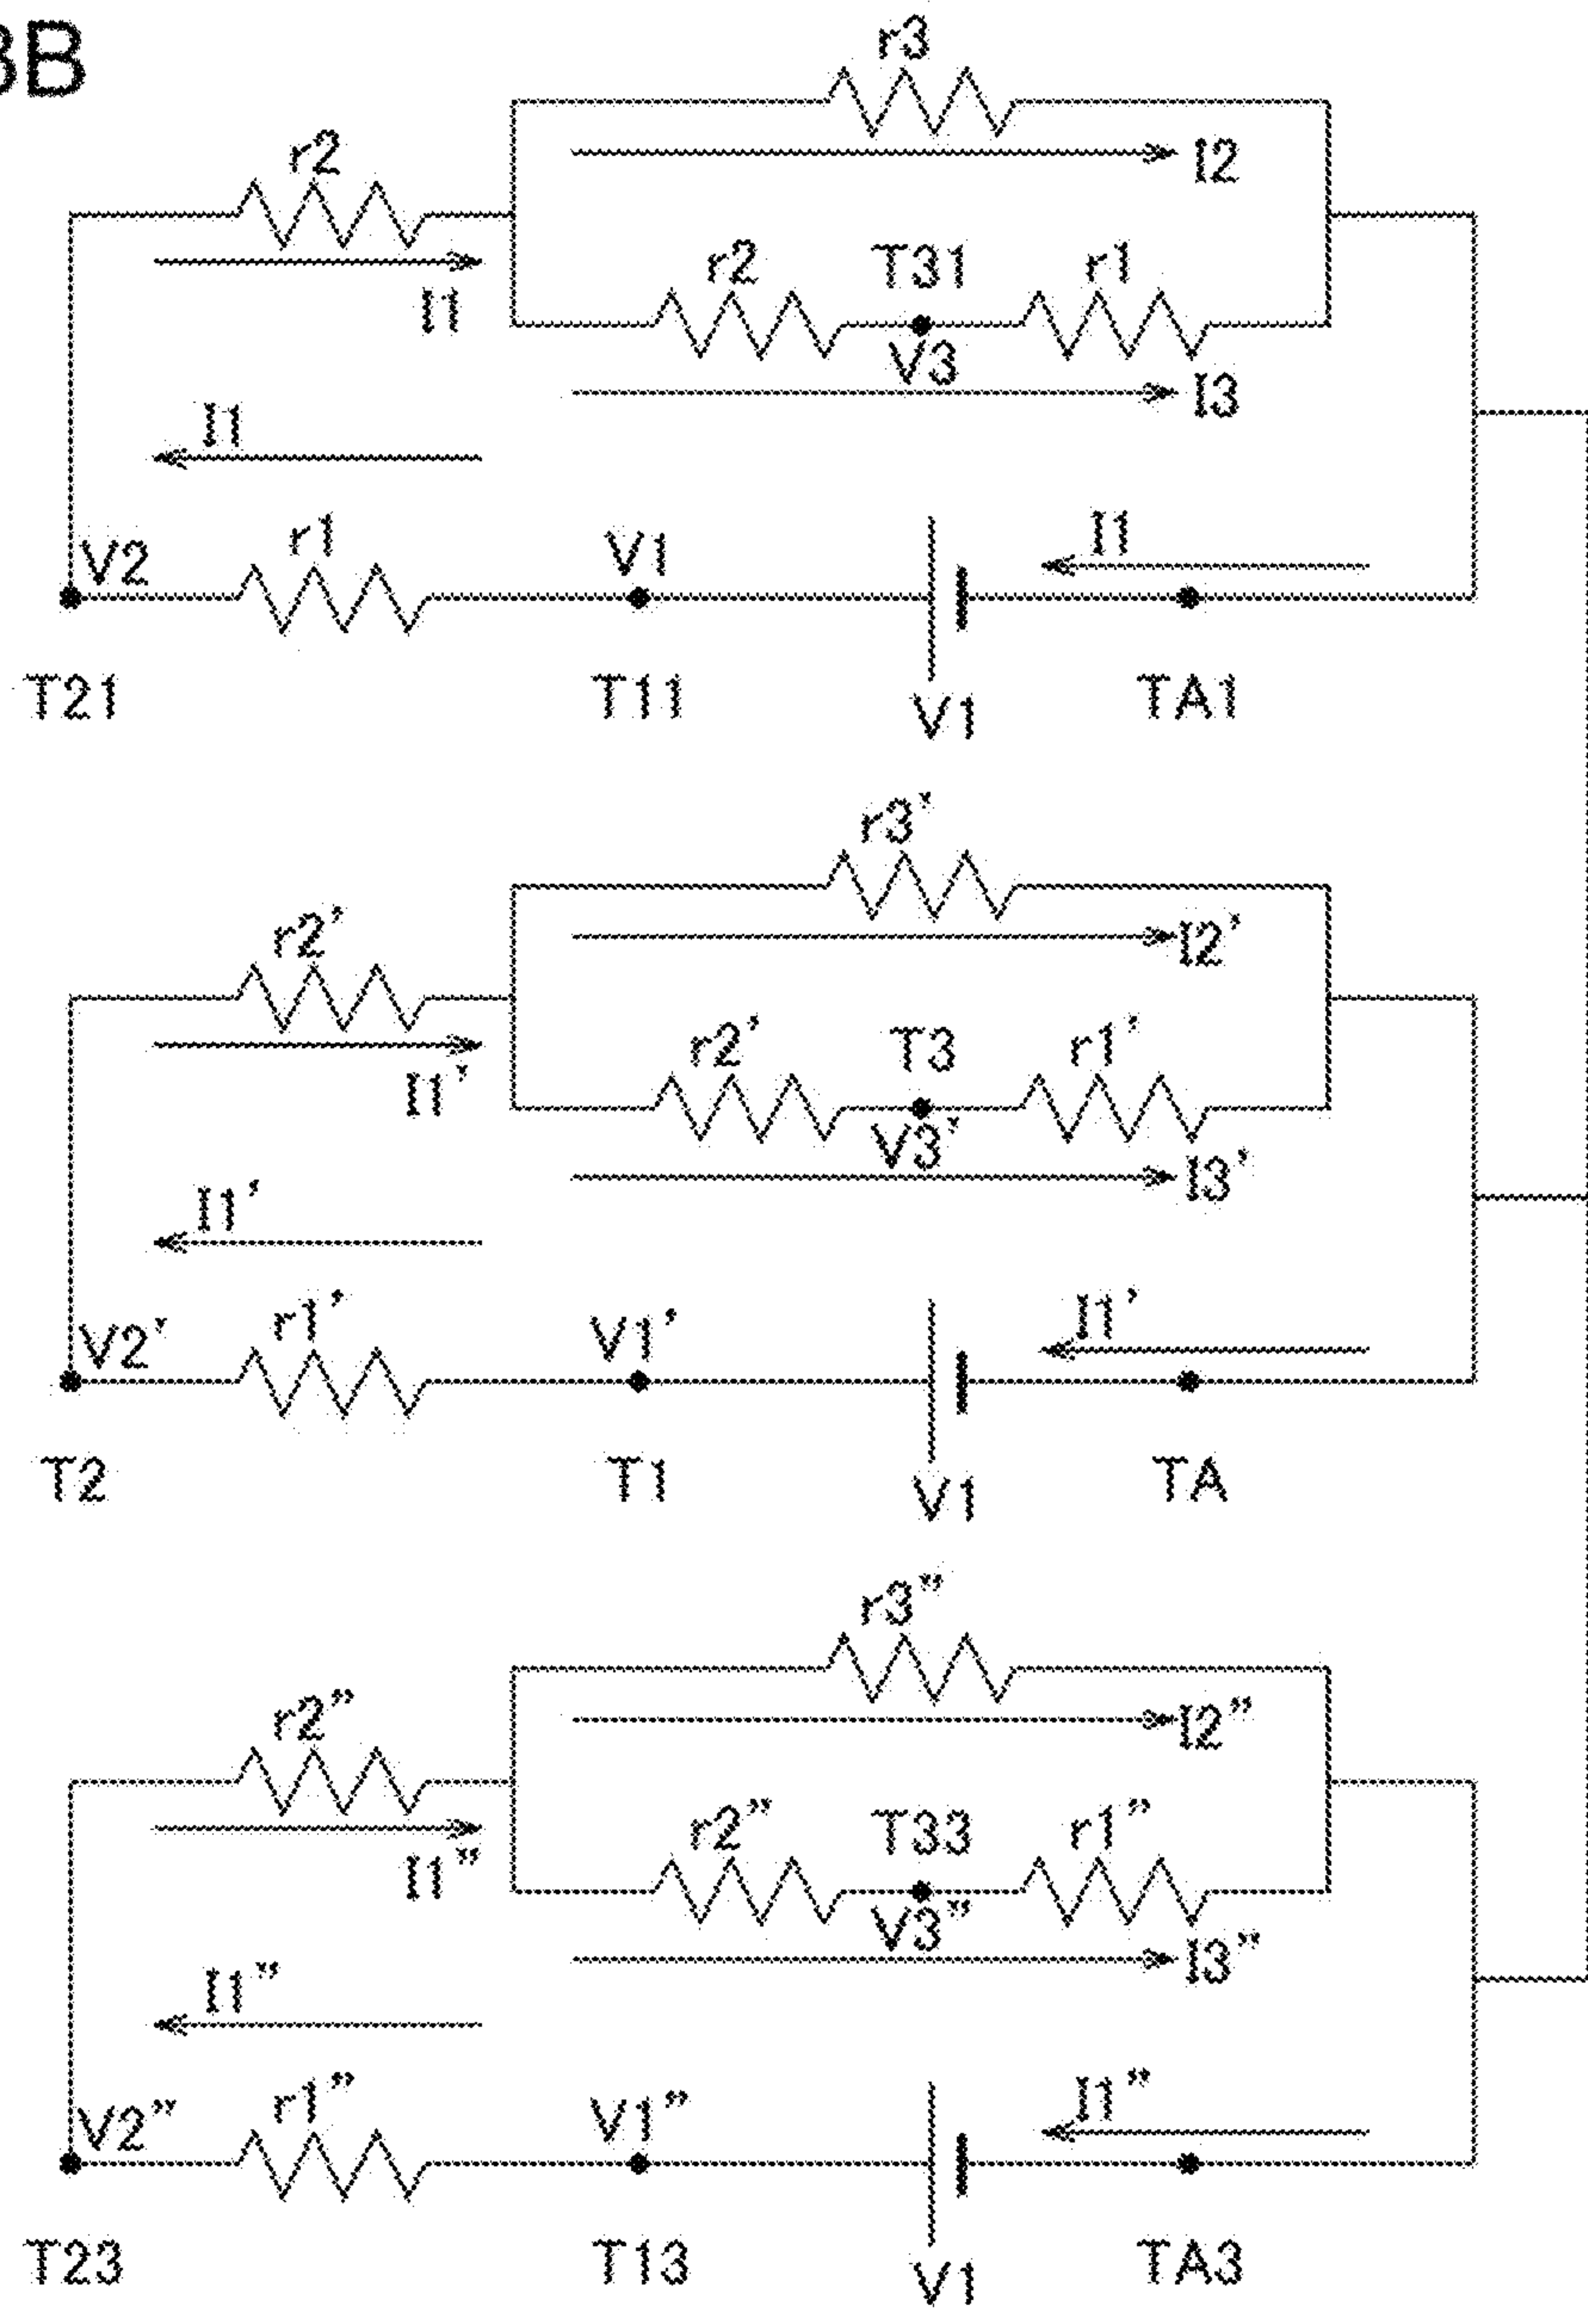 3B
r3
r2
I2
r2 T31 r1
I1
V3
I3
I1
I1
V2 r1 V1
T21 T11 V1 TA1
r3'
r2'
I2'
r2' T3 r1'
I1'
V3'
I3'
I1'
I1'
V2' r1' V1'
T2 T1 V1 TA
r3”
r2”
I2”
r2” T33 r1”
I1”
V3”
I3”
I1”
I1”
V2” r1” V1”
T23 T13 V1 TA3